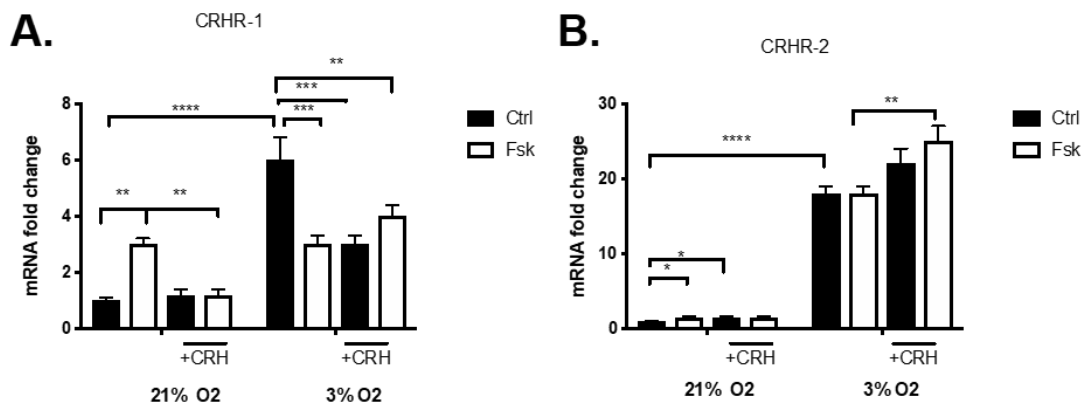 A.
CRHR-1
mRNA fold change
8
6
4
2
0
****
**
**
***
***
**
Ctrl
Fsk
+CRH
+CRH
21% O2
3% O2
B.
CRHR-2
mRNA fold change
30
20
10
0
*
*
****
**
Ctrl
Fsk
+CRH
+CRH
21% O2
3% O2